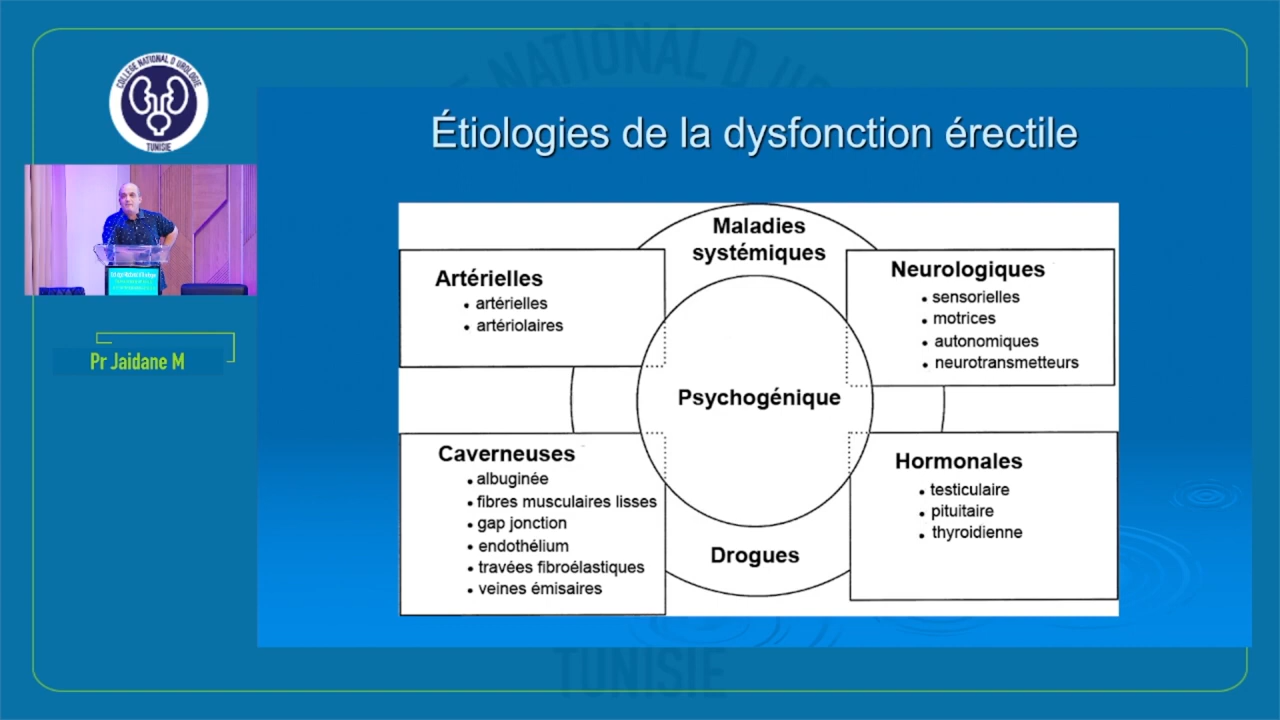 COLLÈGE NATIONAL D UROLOGIE
TUNISIE
NATIONAL D
Étiologies de la dysfonction érectile
Maladies
systémiques
Artérielles
• artérielles
• artériolaires
Neurologiques
• sensorielles
• motrices
• autonomiques
• neurotransmetteurs
Psychogénique
Pr Jaidane M
Caverneuses
• albuginée
• fibres musculaires lisses
• gap jonction
• endothélium
• travées fibroélastiques
• veines émisaires
Hormonales
• testiculaire
• pituitaire
• thyroidienne
Drogues
TUNISIE